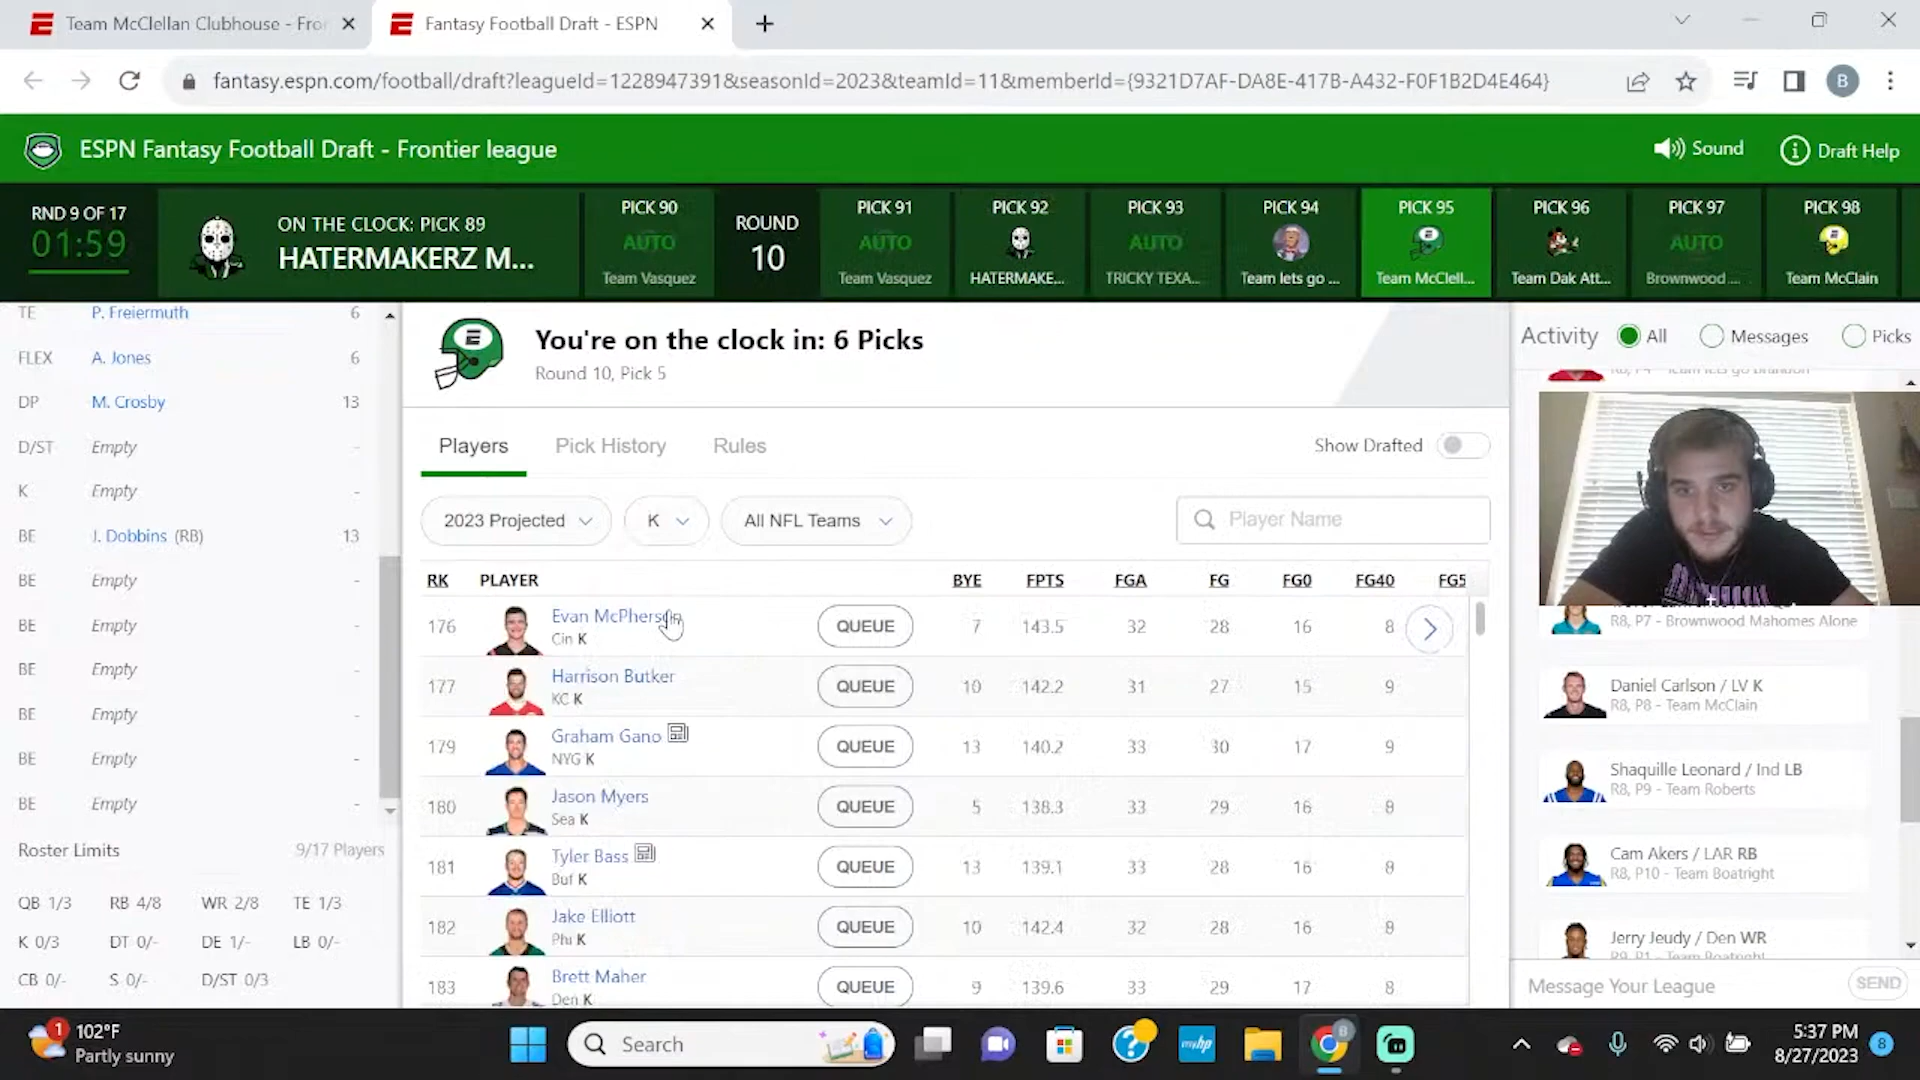 Team McClellan Clubhouse - Fro
Fantasy Football Draft - ESPN
fantasy.espn.com/football/draft?leagueId=1228947391&seasonId=2023&teamId=11&memberId={9321D7AF-DA8E-417B-A432-F0F1B2D4E464}
B
ESPN Fantasy Football Draft - Frontier league
Sound
Draft Help
RND 9 OF 17
01:59
ON THE CLOCK: PICK 89
HATERMAKERZ M...
PICK 90
AUTO
Team Vasquez
ROUND
10
PICK 91
AUTO
Team Vasquez
PICK 92
HATERMAKE...
PICK 93
AUTO
TRICKY TEXA...
PICK 94
Team lets go ...
PICK 95
Team McClell...
PICK 96
Team Dak Att...
PICK 97
AUTO
Brownwood ...
PICK 98
Team McClain
TE P. Freiermuth 6
FLEX A. Jones 6
DP M. Crosby 13
D/ST Empty -
K Empty -
BE J. Dobbins (RB) 13
BE Empty -
BE Empty -
BE Empty -
BE Empty -
BE Empty -
BE Empty -
Roster Limits 9/17 Players
QB 1/3 RB 4/8 WR 2/8 TE 1/3
K 0/3 DT 0/- DE 1/- LB 0/-
CB 0/- S 0/- D/ST 0/3
You're on the clock in: 6 Picks
Round 10, Pick 5
Players Pick History Rules
Show Drafted
2023 Projected K All NFL Teams
Player Name
RK PLAYER BYE FPTS FGA FG FG0 FG40 FG5
176 Evan McPherson QUEUE 7 143.5 32 28 16 8
Cin K
177 Harrison Butker QUEUE 10 142.2 31 27 15 9
KC K
179 Graham Gano QUEUE 13 140.2 33 30 17 9
NYG K
180 Jason Myers QUEUE 5 138.3 33 29 16 8
Sea K
181 Tyler Bass QUEUE 13 139.1 33 28 16 8
Buf K
182 Jake Elliott QUEUE 10 142.4 32 28 16 8
Phi K
183 Brett Maher QUEUE 9 139.6 33 29 17 8
Den K
Activity All Messages Picks
R8, P7 - Brownwood Mahomes Alone
Daniel Carlson / LV K
R8, P8 - Team McClain
Shaquille Leonard / Ind LB
R8, P9 - Team Roberts
Cam Akers / LAR RB
R8, P10 - Team Boatright
Jerry Jeudy / Den WR
R9, P1 - Team Boatright
Message Your League
SEND
1
102°F
Partly sunny
Search
myhp
B
5:37 PM
8/27/2023
8